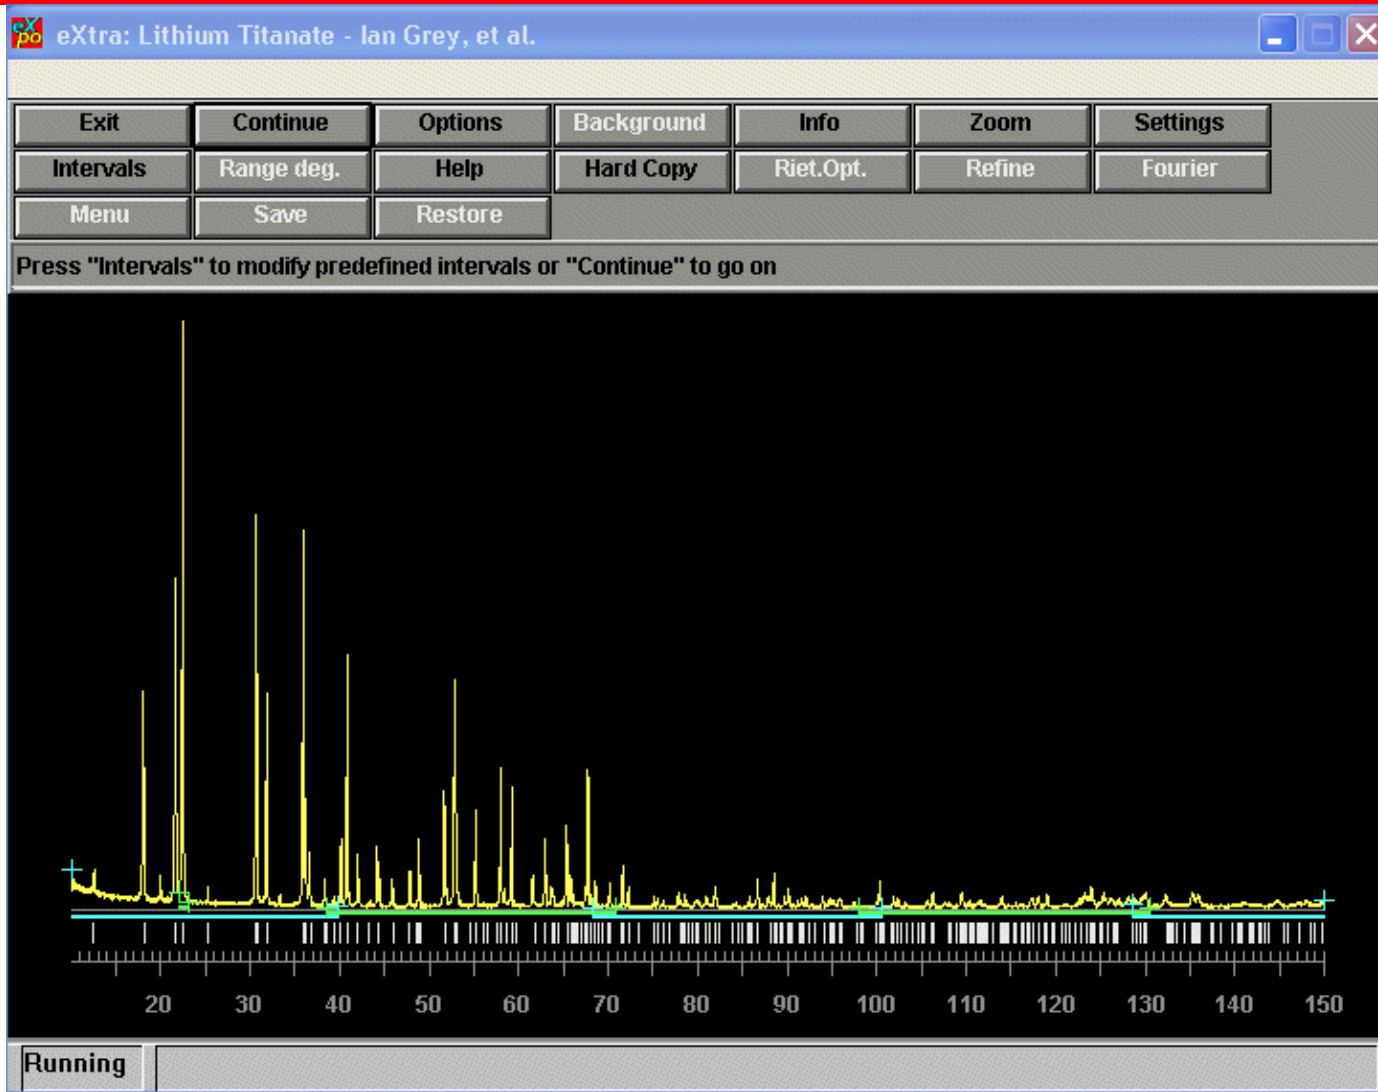 eXpo eXtra: Lithium Titanate - Ian Grey, et al.
Exit Continue Options Background Info Zoom Settings
Intervals Range deg. Help Hard Copy Riet.Opt. Refine Fourier
Menu Save Restore
Press "Intervals" to modify predefined intervals or "Continue" to go on
20 30 40 50 60 70 80 90 100 110 120 130 140 150
Running